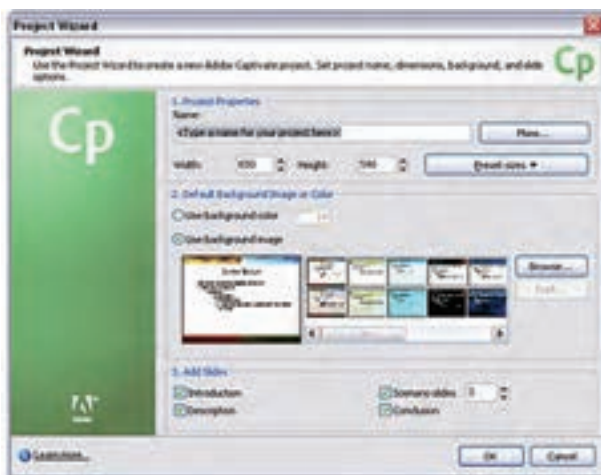 Project Wizard
Project Wizard
Use the Project Wizard to create a new Adobe Captivate project. Set project name, dimensions, background, and slide
options.
Cp
Cp
1. Project Properties
Name:
<Type a name for your project here>
More...
Width:
Height:
Preset sizes
2. Default Background Image or Color
Use background color
Use background image
Browse...
3. Add Slides
Introduction
Scenario slides
Description
Conclusion
Learn more...
OK
Cancel